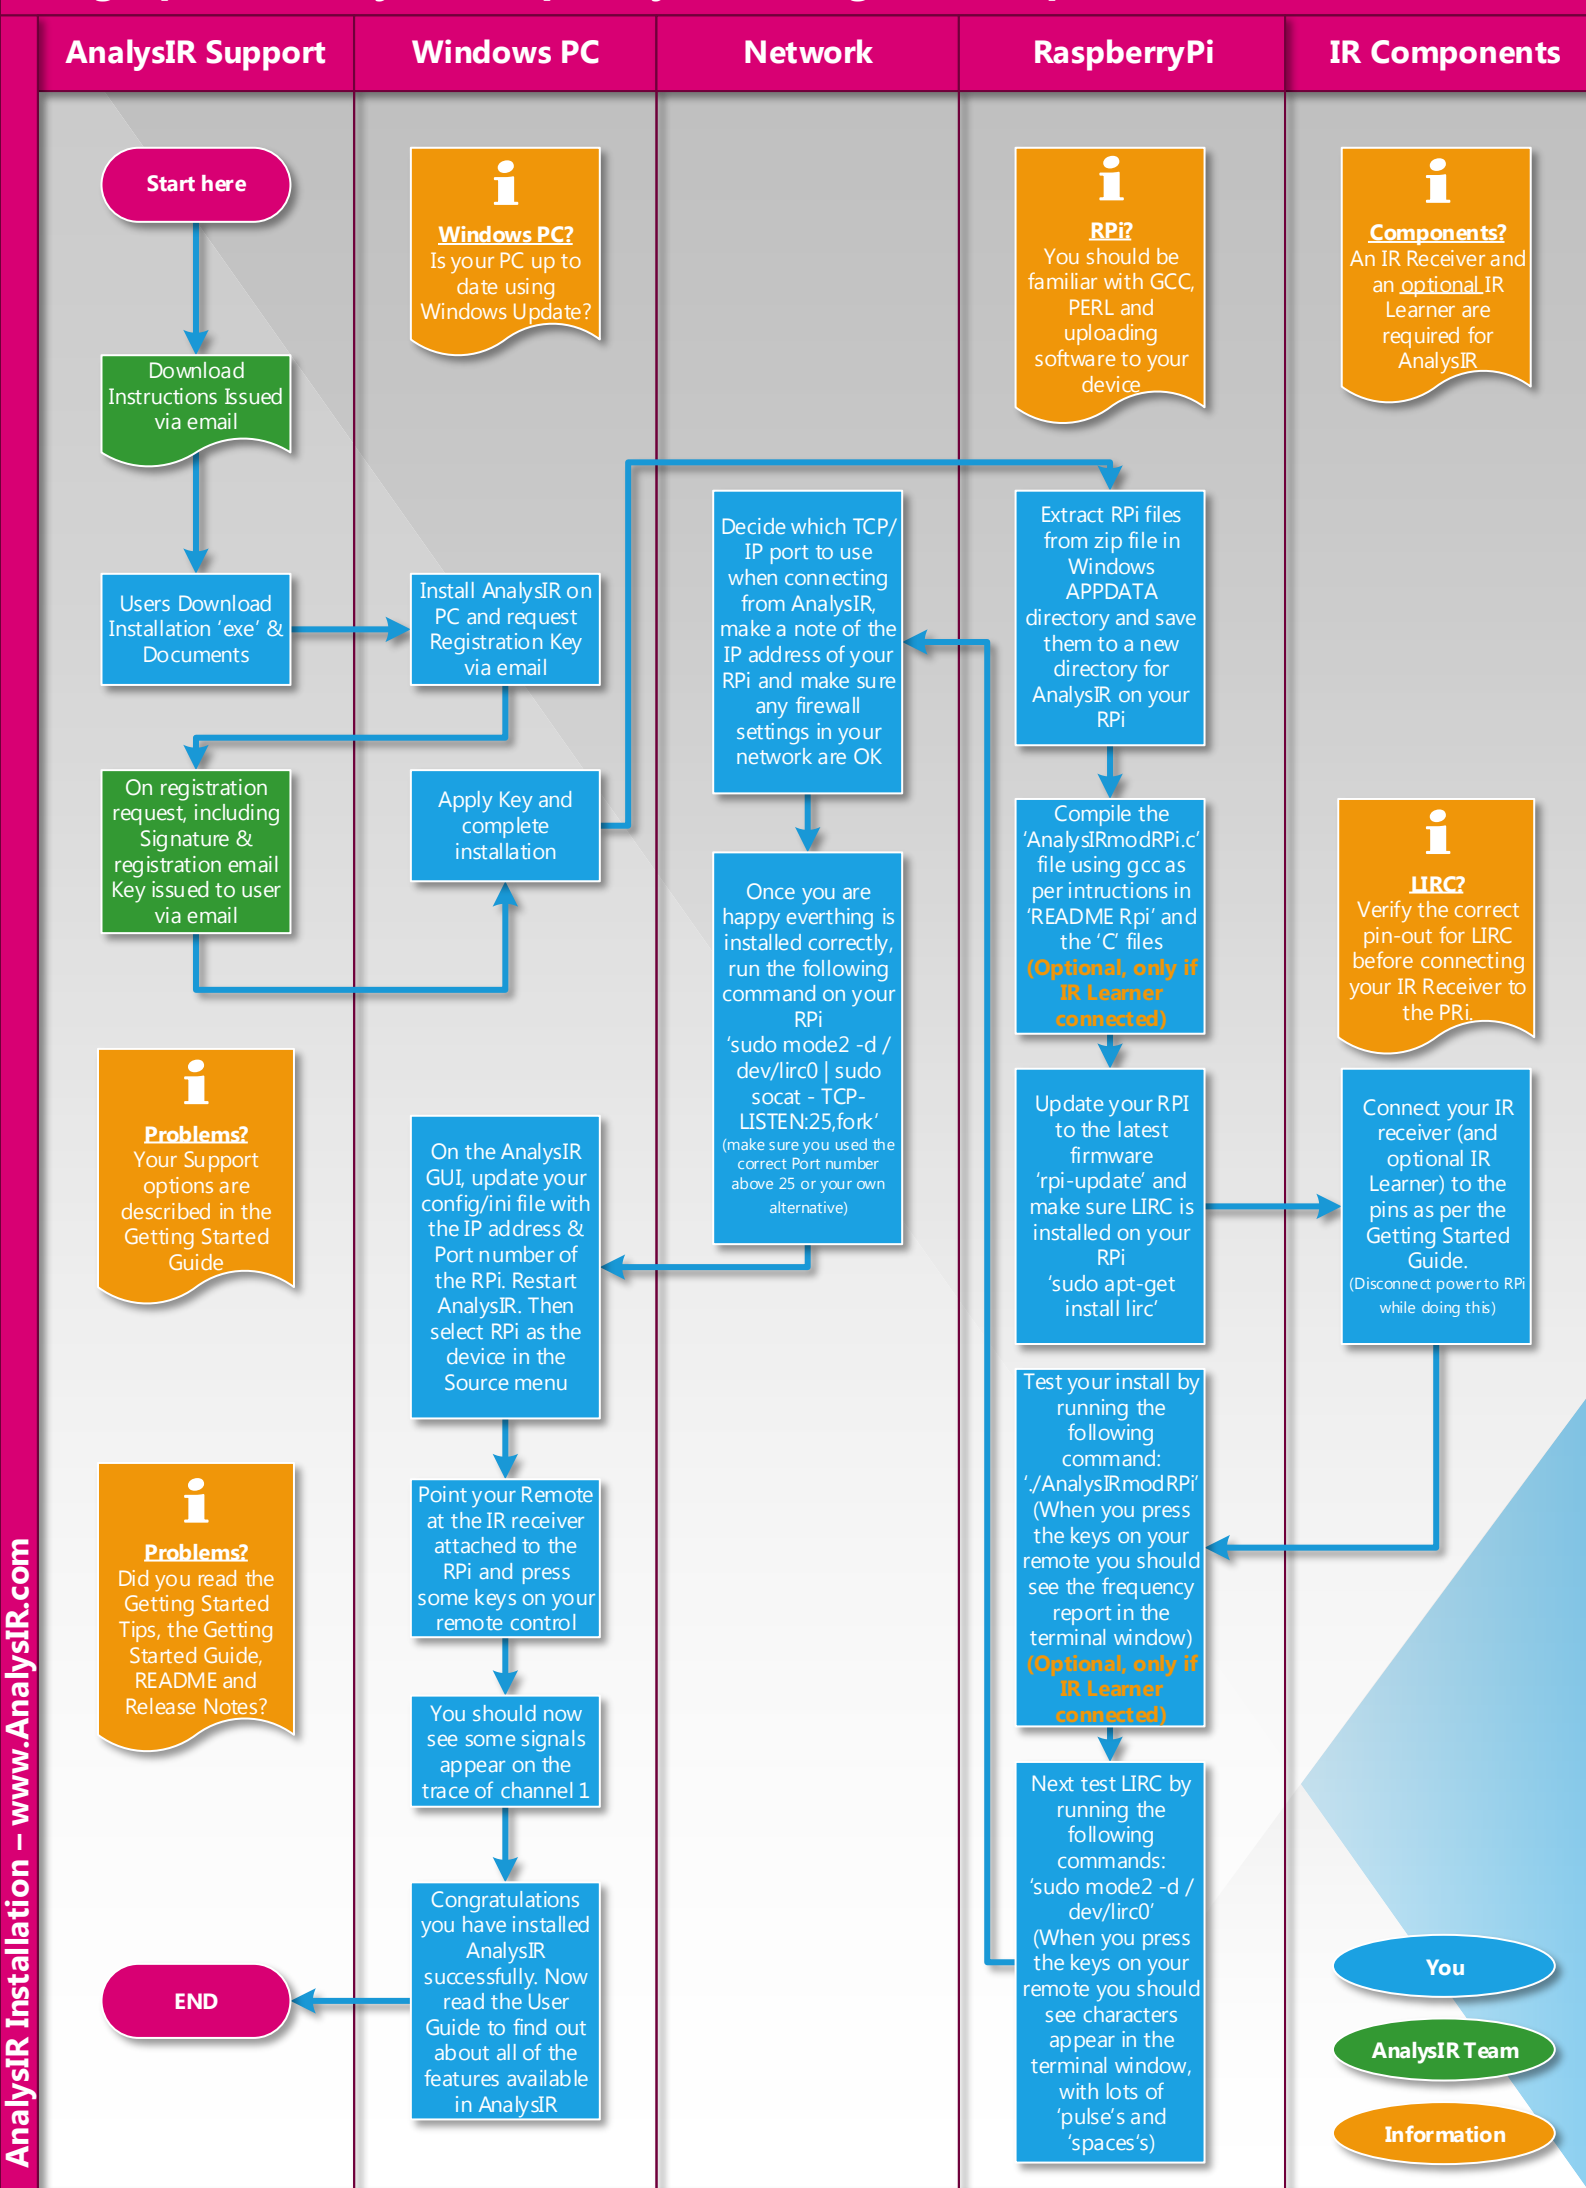 AnalysIR Support
Windows PC
Network
RaspberryPi
IR Components
AnalysIR Installation – www.AnalysIR.com
Start here
Download
Instructions Issued
via email
Users Download
Installation ‘exe’ &
Documents
On registration
request, including
Signature &
registration email
Key issued to user
via email
Problems?
Your Support
options are
described in the
Getting Started
Guide
Problems?
Did you read the
Getting Started
Tips, the Getting
Started Guide,
README and
Release Notes?
END
Windows PC?
Is your PC up to
date using
Windows Update?
Install AnalysIR on
PC and request
Registration Key
via email
Apply Key and
complete
installation
On the AnalysIR
GUI, update your
config/ini file with
the IP address &
Port number of
the RPi. Restart
AnalysIR. Then
select RPi as the
device in the
Source menu
Point your Remote
at the IR receiver
attached to the
RPi and press
some keys on your
remote control
You should now
see some signals
appear on the
trace of channel 1
Congratulations
you have installed
AnalysIR
successfully. Now
read the User
Guide to find out
about all of the
features available
in AnalysIR
Decide which TCP/
IP port to use
when connecting
from AnalysIR,
make a note of the
IP address of your
RPi and make sure
any firewall
settings in your
network are OK
Once you are
happy everthing is
installed correctly,
run the following
command on your
RPi
‘sudo mode2 -d /
dev/lirc0 | sudo
socat - TCP-
LISTEN:25,fork’
(make sure you used the
correct Port number
above 25 or your own
alternative)
RPi?
You should be
familiar with GCC,
PERL and
uploading
software to your
device
Extract RPi files
from zip file in
Windows
APPDATA
directory and save
them to a new
directory for
AnalysIR on your
RPi
Compile the
‘AnalysIRmodRPi.c’
file using gcc as
per intructions in
‘README Rpi’ and
the ‘C’ files
(Optional, only if
IR Learner
connected)
Update your RPI
to the latest
firmware
‘rpi-update’ and
make sure LIRC is
installed on your
RPi
‘sudo apt-get
install lirc’
Test your install by
running the
following
command:
‘./AnalysIRmodRPi’
(When you press
the keys on your
remote you should
see the frequency
report in the
terminal window)
(Optional, only if
IR Learner
connected)
Next test LIRC by
running the
following
commands:
‘sudo mode2 -d /
dev/lirc0’
(When you press
the keys on your
remote you should
see characters
appear in the
terminal window,
with lots of
‘pulse’s and
‘spaces‘s)
Components?
An IR Receiver and
an optional IR
Learner are
required for
AnalysIR
LIRC?
Verify the correct
pin-out for LIRC
before connecting
your IR Receiver to
the PRi.
Connect your IR
receiver (and
optional IR
Learner) to the
pins as per the
Getting Started
Guide.
(Disconnect power to RPi
while doing this)
You
AnalysIR Team
Information